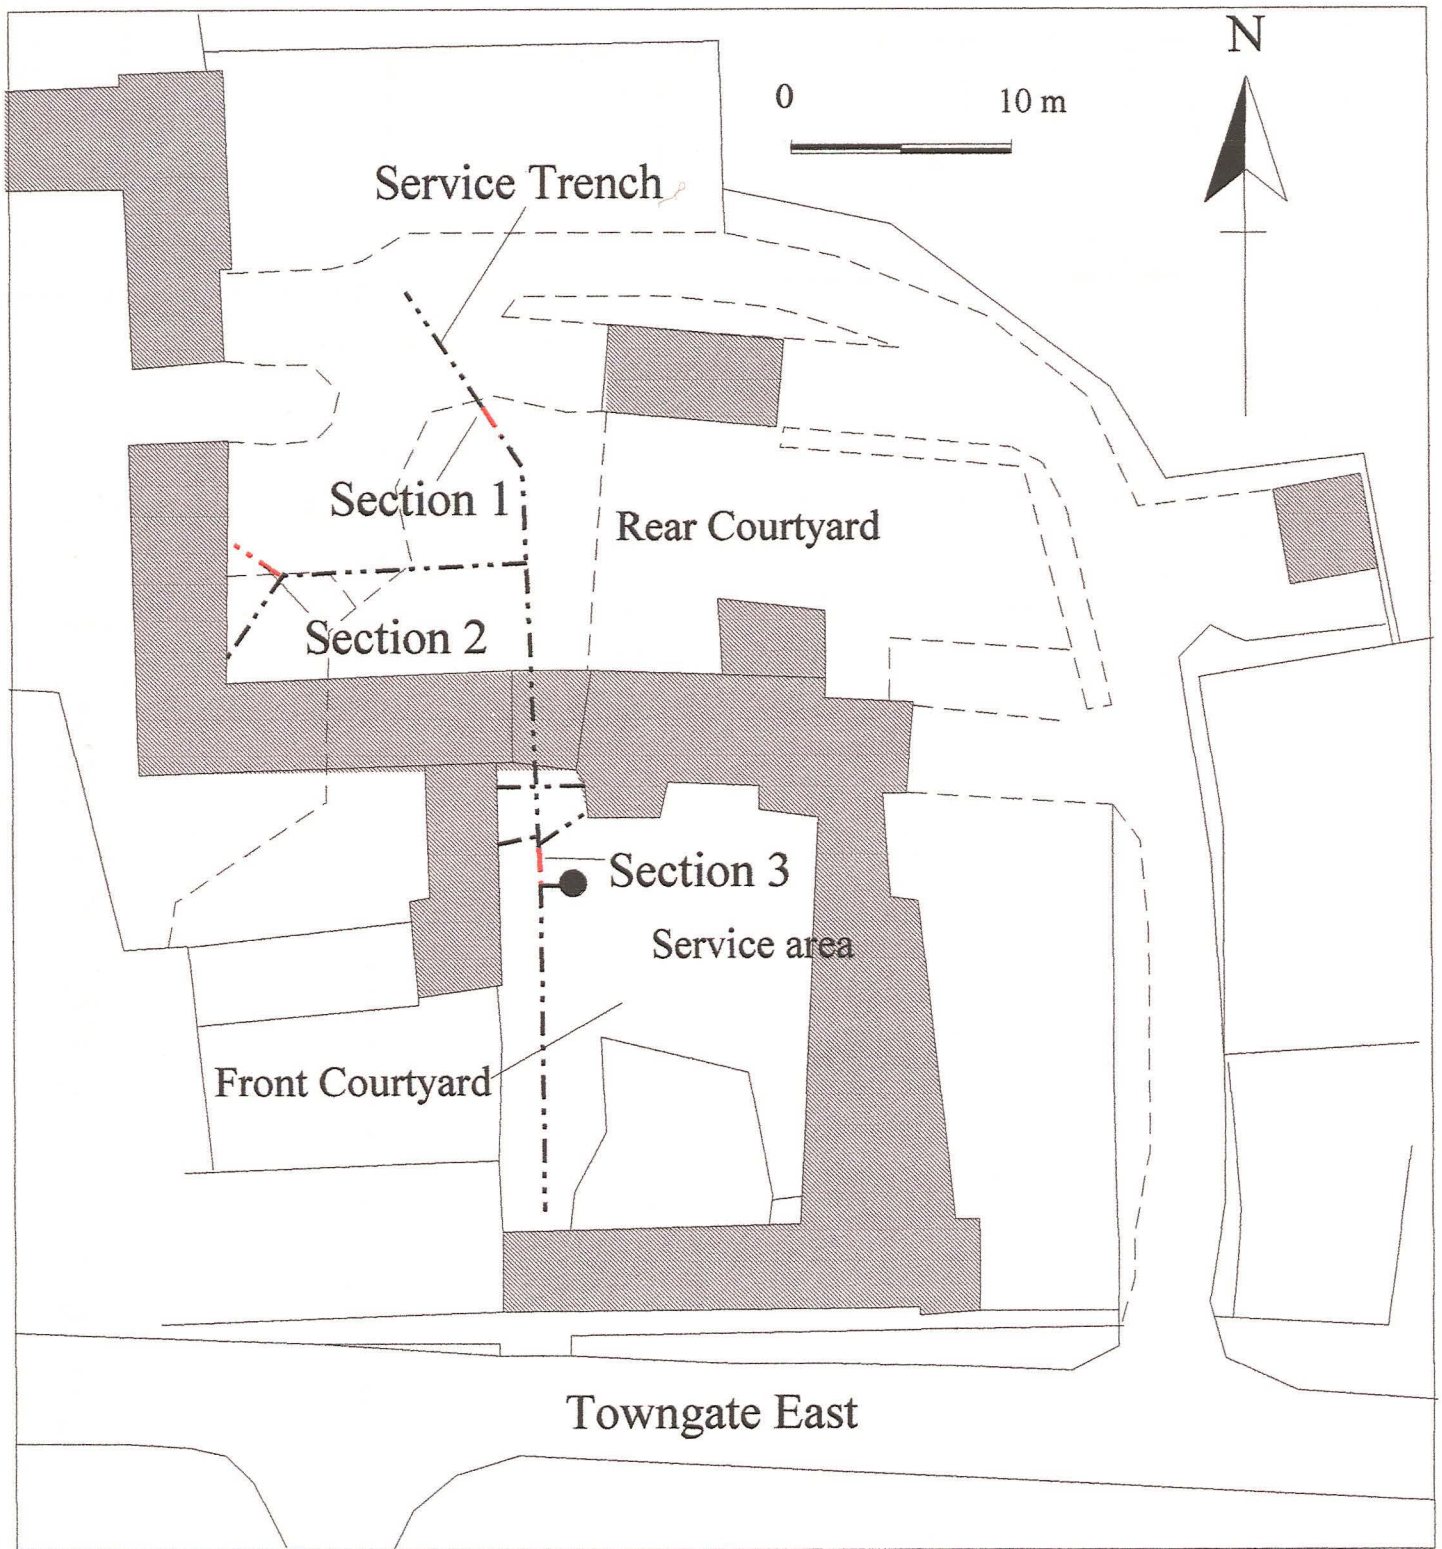 N
0 10 m
Service Trench
Section 1
Rear Courtyard
Section 2
Section 3
Service area
Front Courtyard
Towngate East